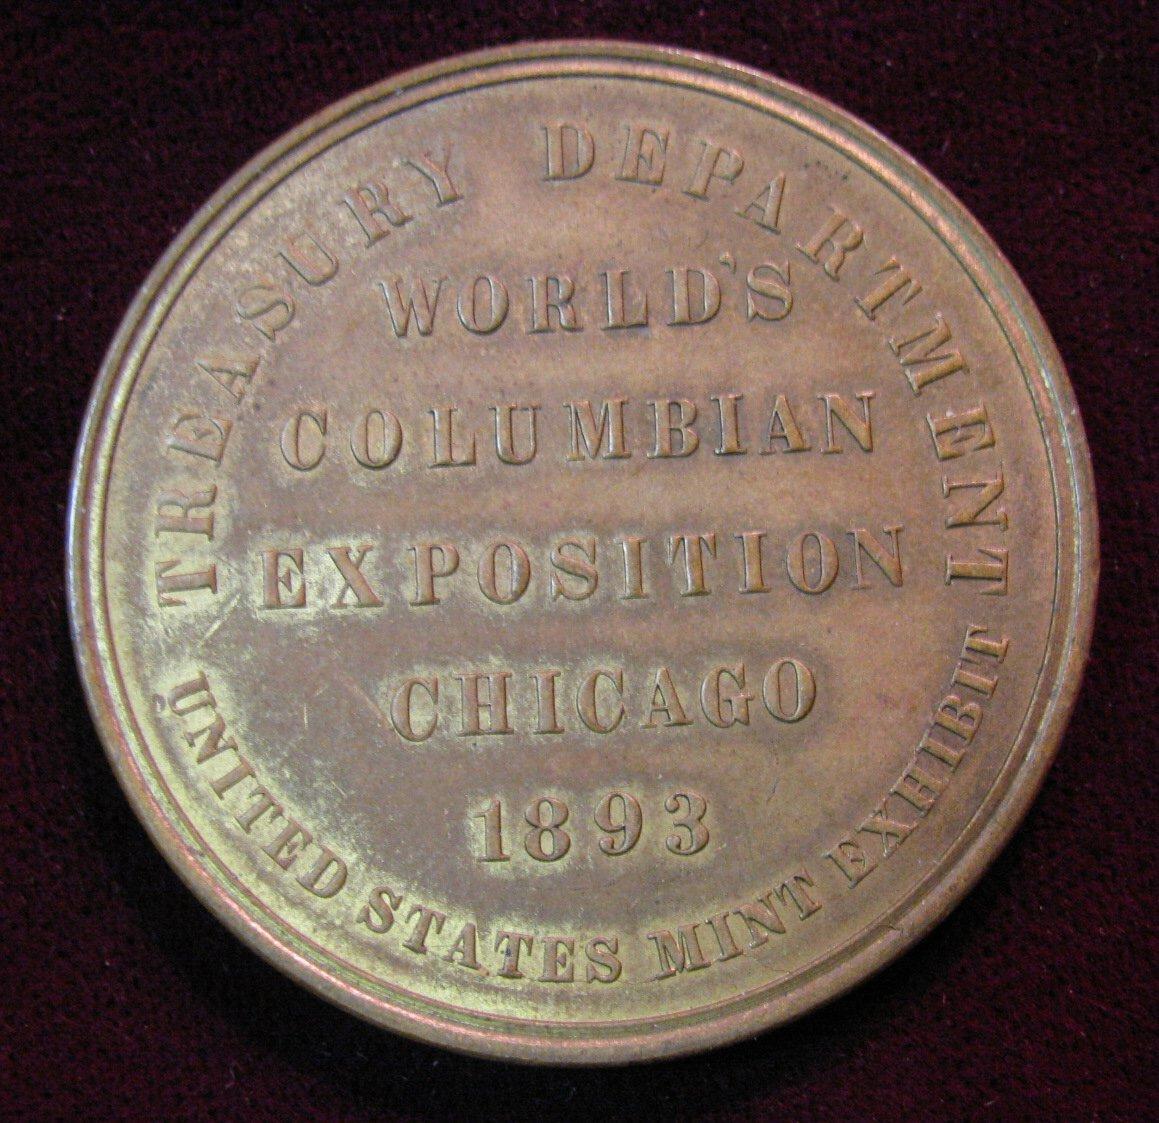 TREASURY DEPARTMENT
WORLD'S
COLUMBIAN
EXPOSITION
CHICAGO
1893
UNITED STATES MINT EXHIBIT